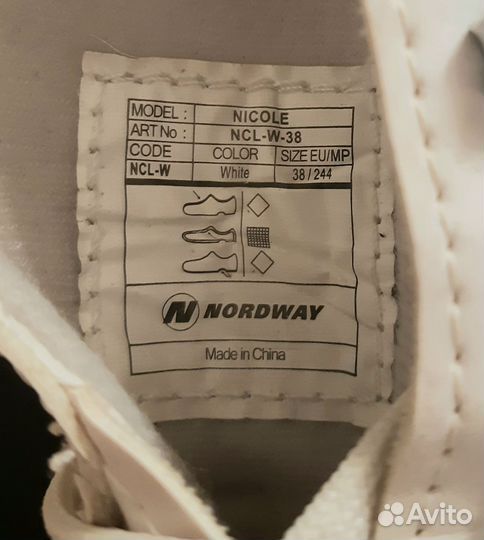 MODEL : NICOLE
ART No : NCL-W-38
CODE COLOR SIZE EU/MP
NCL-W White 38 / 244
N NORDWAY
Made in China
Avito